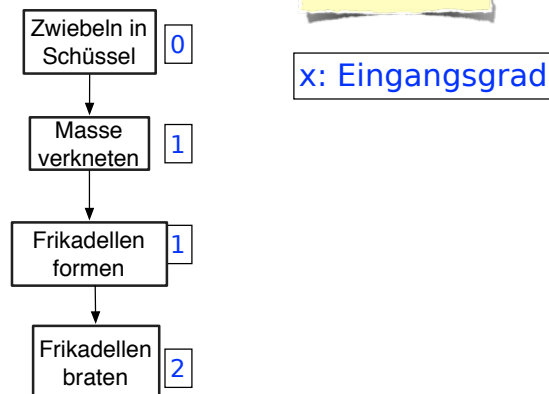 Zwiebeln in
Schüssel
0
x: Eingangsgrad
Masse
verkneten
1
Frikadellen
formen
1
Frikadellen
braten
2